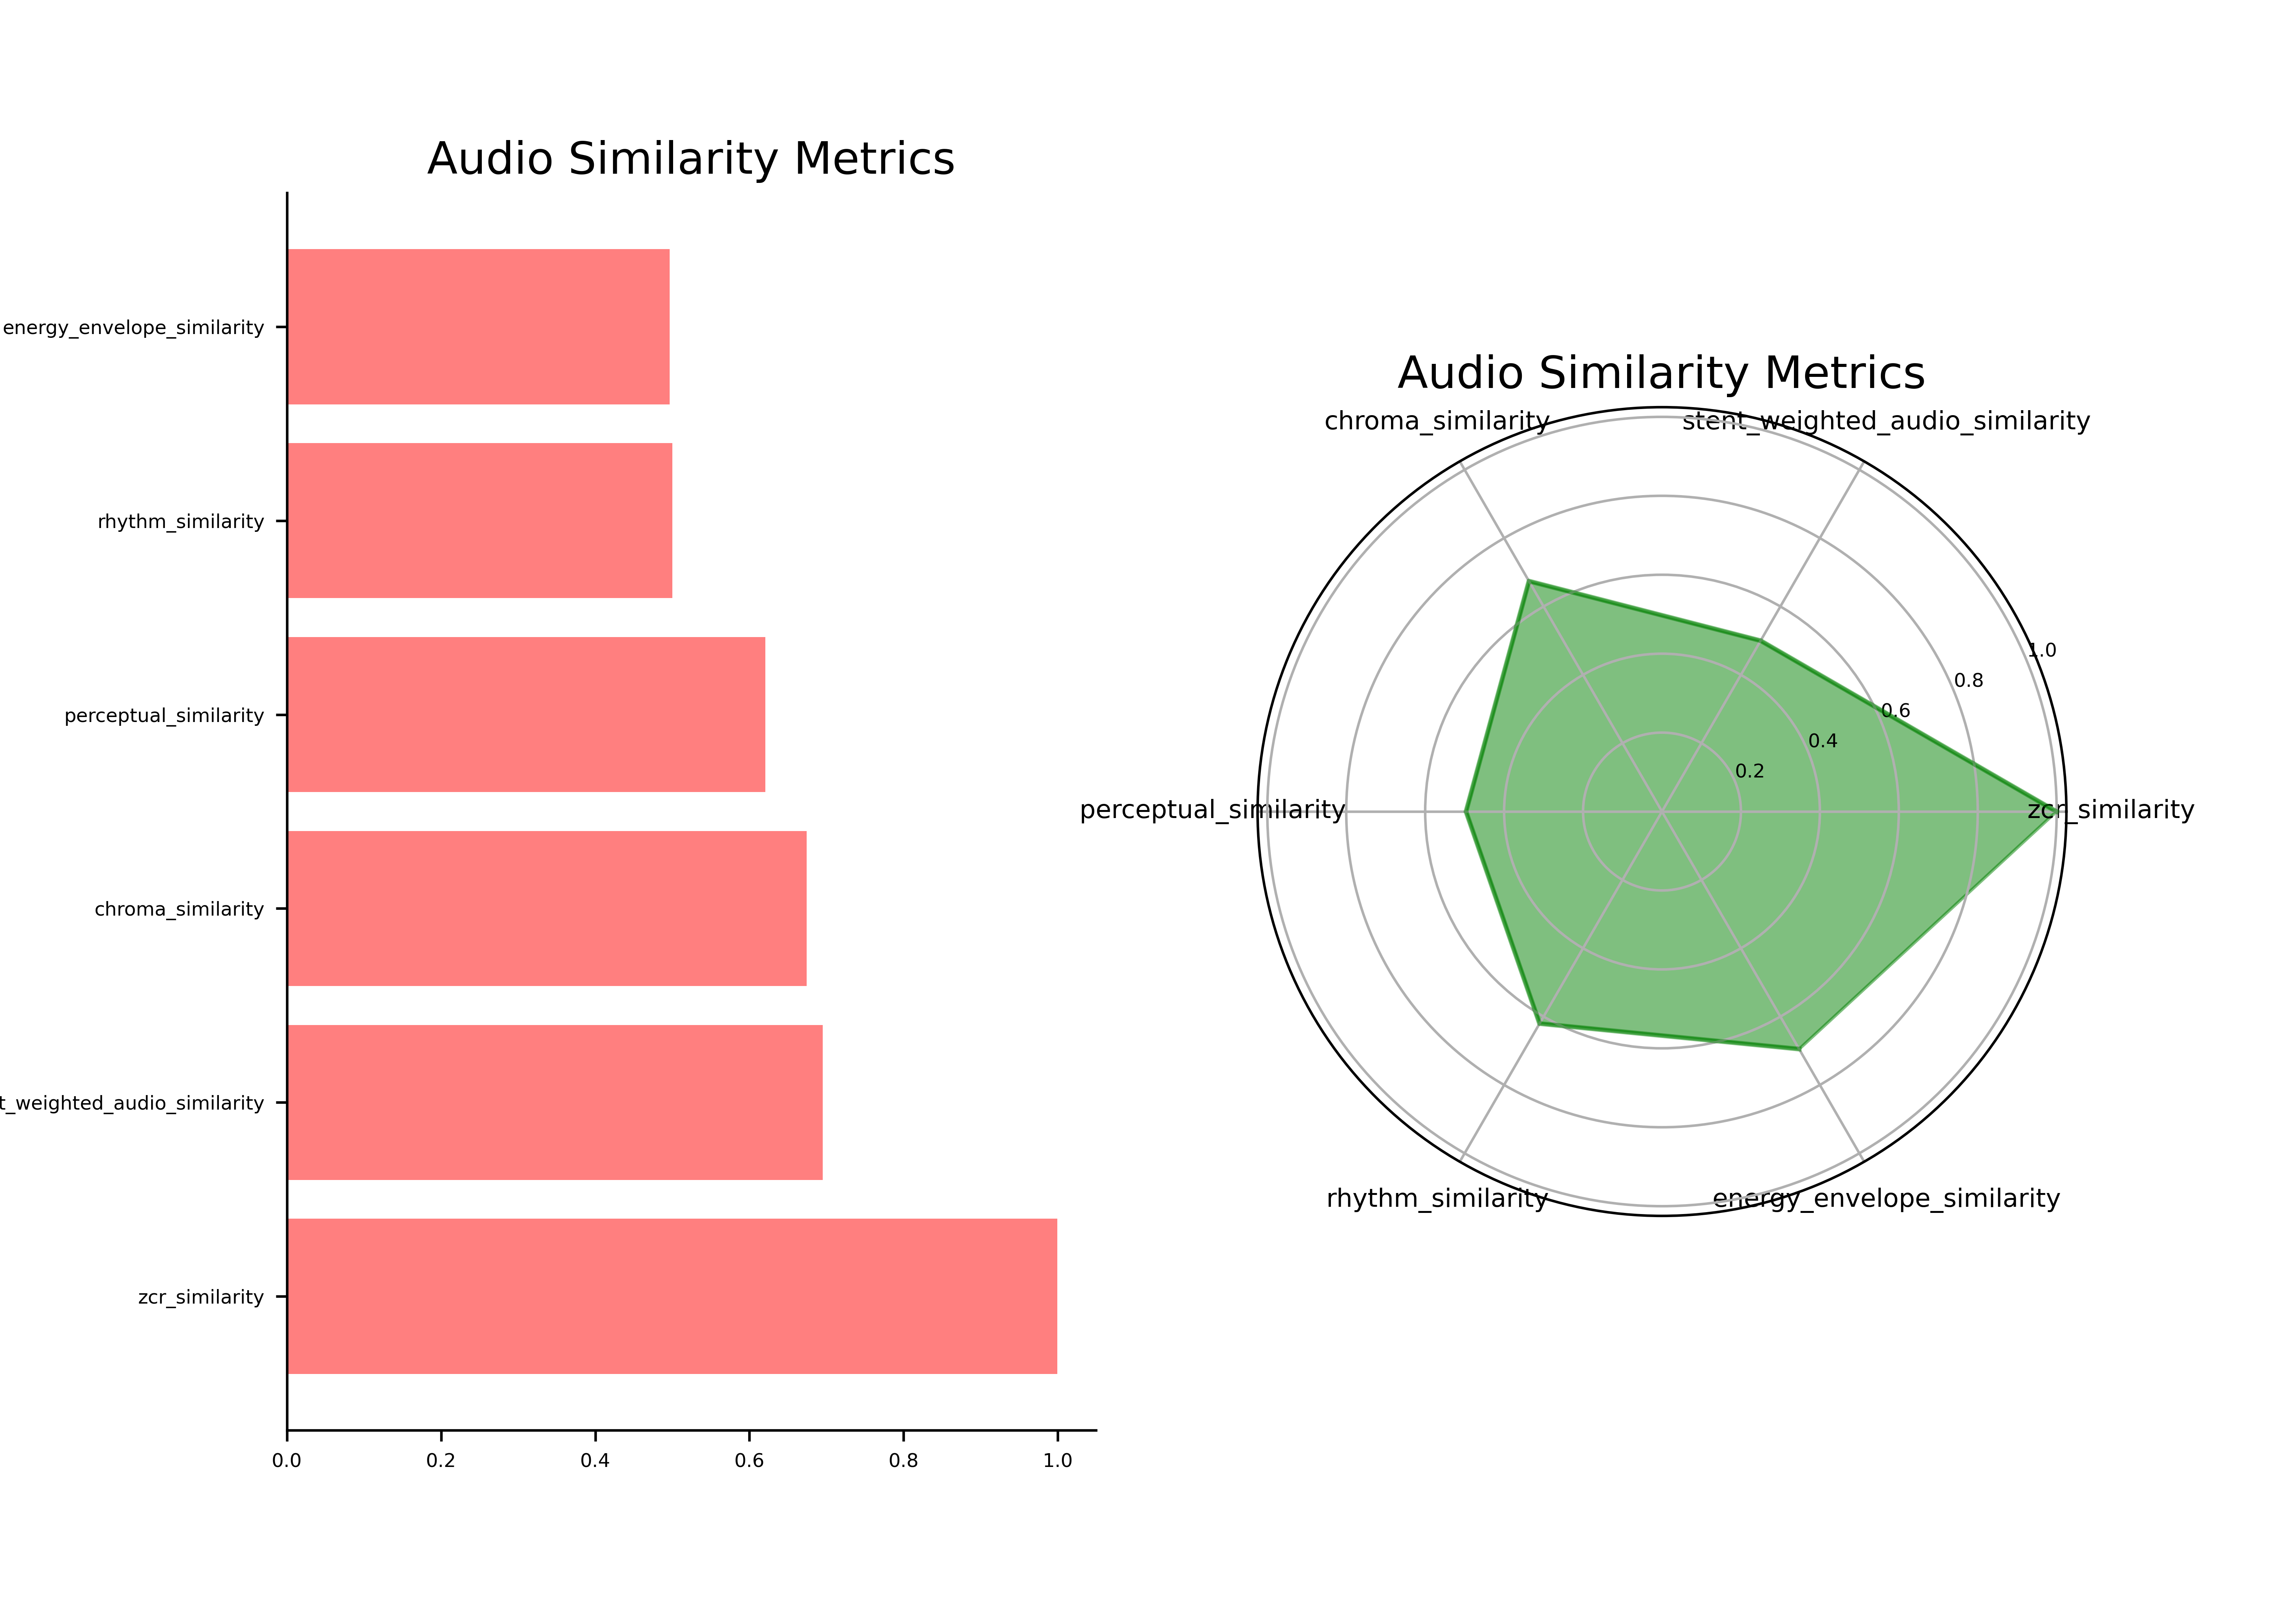 Audio Similarity Metrics
energy_envelope_similarity
rhythm_similarity
perceptual_similarity
chroma_similarity
t_weighted_audio_similarity
zcr_similarity
0.0 0.2 0.4 0.6 0.8 1.0
Audio Similarity Metrics
chroma_similarity
stent_weighted_audio_similarity
1.0
0.8
0.6
0.4
0.2
perceptual_similarity
zcr_similarity
rhythm_similarity
energy_envelope_similarity